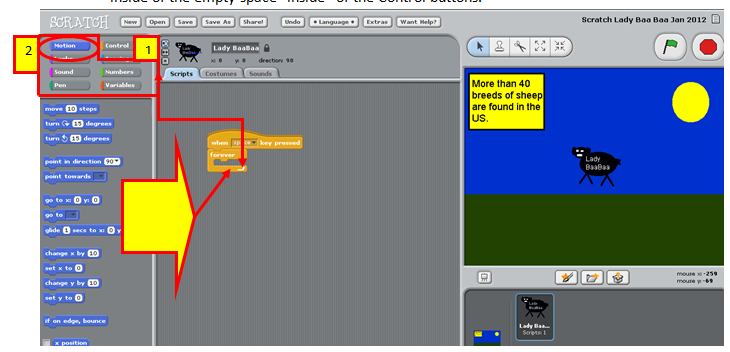 inside of the empty space "inside" of the Control buttons.
SCRATCH
New
Open
Save
Save As
Share!
Undo
Language
Extras
Want Help?
Scratch Lady Baa Baa Jan 2012
2
Motion
Control
1
Sound
Numbers
Pen
Variables
Lady BaaBaa
x: 0 y: 0 direction: 90
Scripts
Costumes
Sounds
move 10 steps
turn 15 degrees
turn 15 degrees
point in direction 90
point towards
go to x: 0 y: 0
go to
glide 1 secs to x: 0 y
change x by 10
set x to 0
change y by 10
set y to 0
if on edge, bounce
x position
when space key pressed
forever
More than 40
breeds of sheep
are found in the
US.
Lady
BaaBaa
mouse x: -259
mouse y: -69
Lady Baa...
Scripts: 1